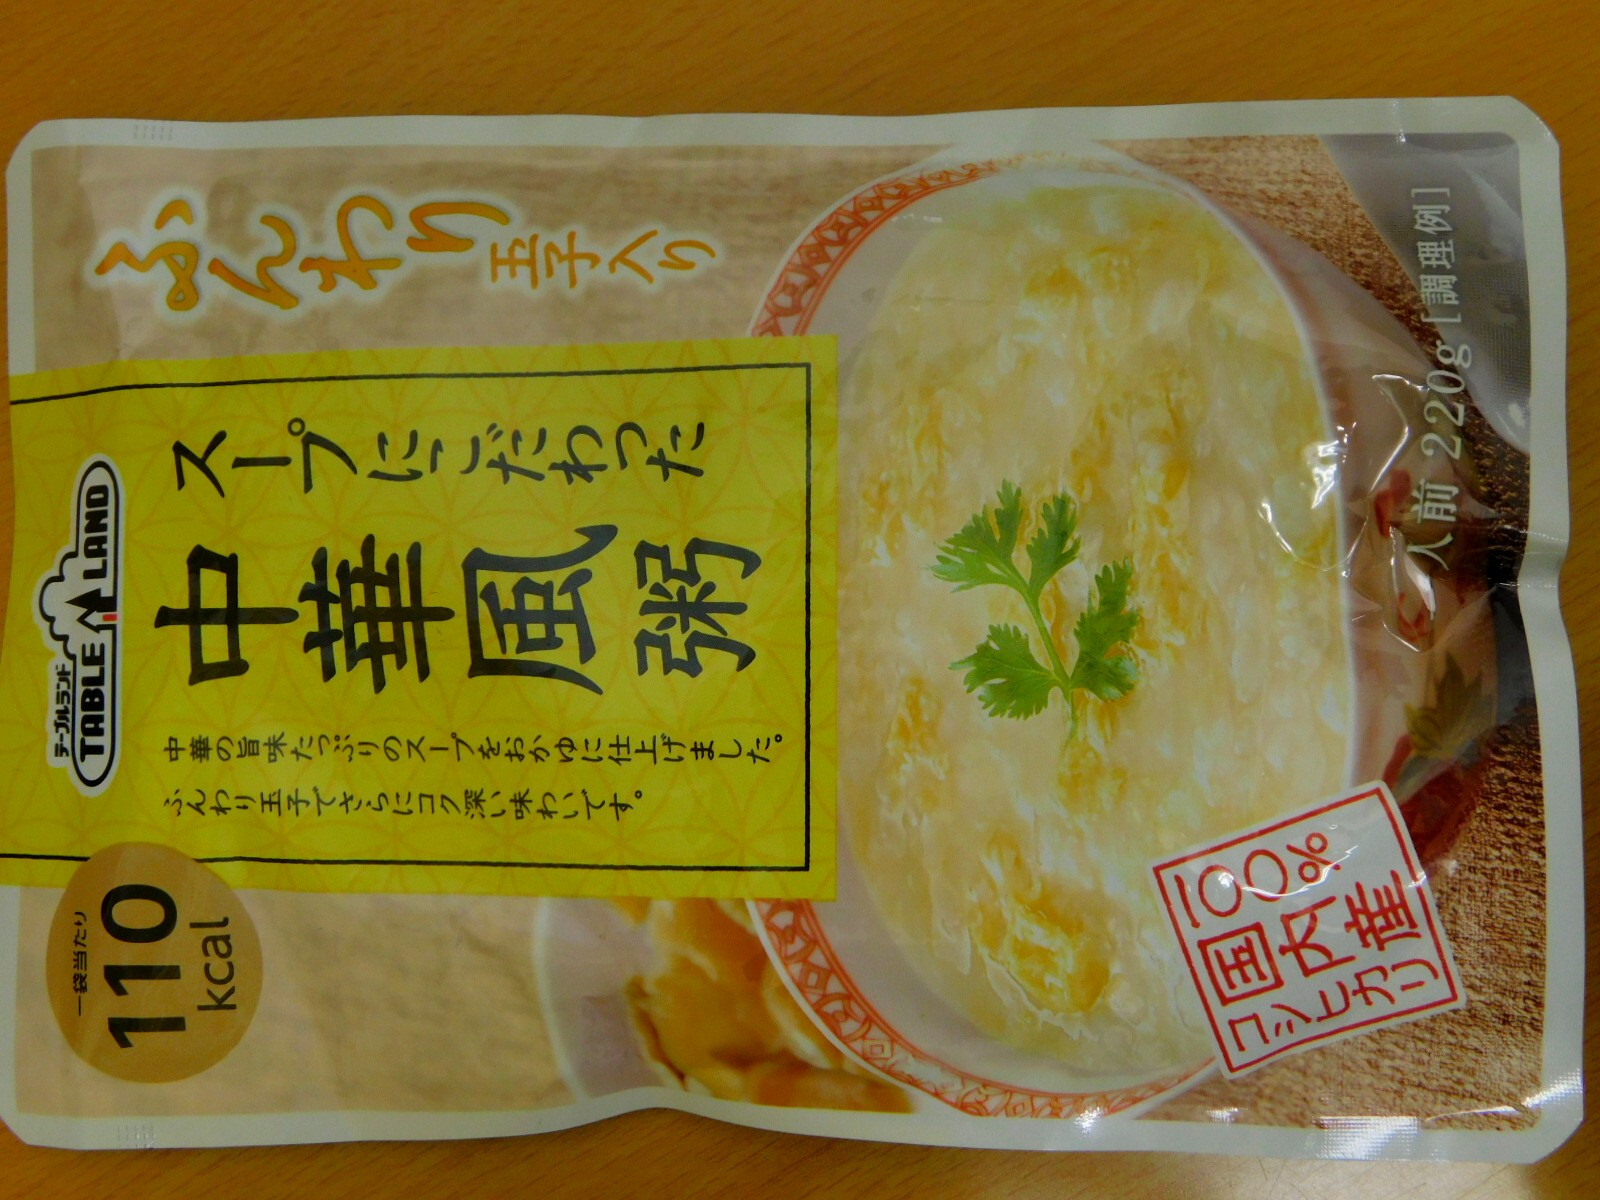 テーブルランド
TABLE LAND
ふんわり
玉子入り
スープにこだわった
中華風粥
中華の旨味たっぷりのスープをおかゆに仕上げました。
ふんわり玉子でさらにコク深い味わいです。
一袋当たり
110
kcal
一〇〇%
国内産
コシヒカリ
一人前 220g [調理例]